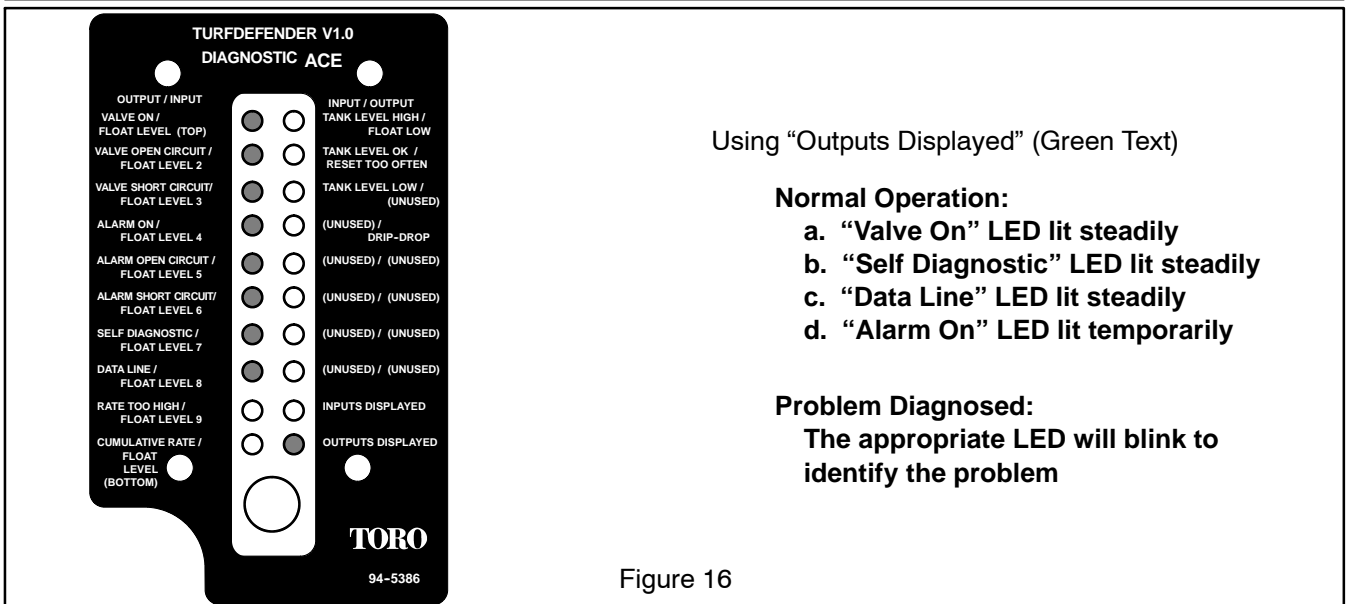 TURFDEFENDER V1.0
DIAGNOSTIC ACE
OUTPUT / INPUT
VALVE ON /
FLOAT LEVEL (TOP)
VALVE OPEN CIRCUIT /
FLOAT LEVEL 2
VALVE SHORT CIRCUIT/
FLOAT LEVEL 3
ALARM ON /
FLOAT LEVEL 4
ALARM OPEN CIRCUIT /
FLOAT LEVEL 5
ALARM SHORT CIRCUIT/
FLOAT LEVEL 6
SELF DIAGNOSTIC /
FLOAT LEVEL 7
DATA LINE /
FLOAT LEVEL 8
RATE TOO HIGH /
FLOAT LEVEL 9
CUMULATIVE RATE /
FLOAT
LEVEL
(BOTTOM)
INPUT / OUTPUT
TANK LEVEL HIGH /
FLOAT LOW
TANK LEVEL OK /
RESET TOO OFTEN
TANK LEVEL LOW /
(UNUSED)
(UNUSED) /
DRIP-DROP
(UNUSED) / (UNUSED)
(UNUSED) / (UNUSED)
(UNUSED) / (UNUSED)
(UNUSED) / (UNUSED)
INPUTS DISPLAYED
OUTPUTS DISPLAYED
TORO
94-5386
Using “Outputs Displayed” (Green Text)
Normal Operation:
a. “Valve On” LED lit steadily
b. “Self Diagnostic” LED lit steadily
c. “Data Line” LED lit steadily
d. “Alarm On” LED lit temporarily
Problem Diagnosed:
The appropriate LED will blink to
identify the problem
Figure 16